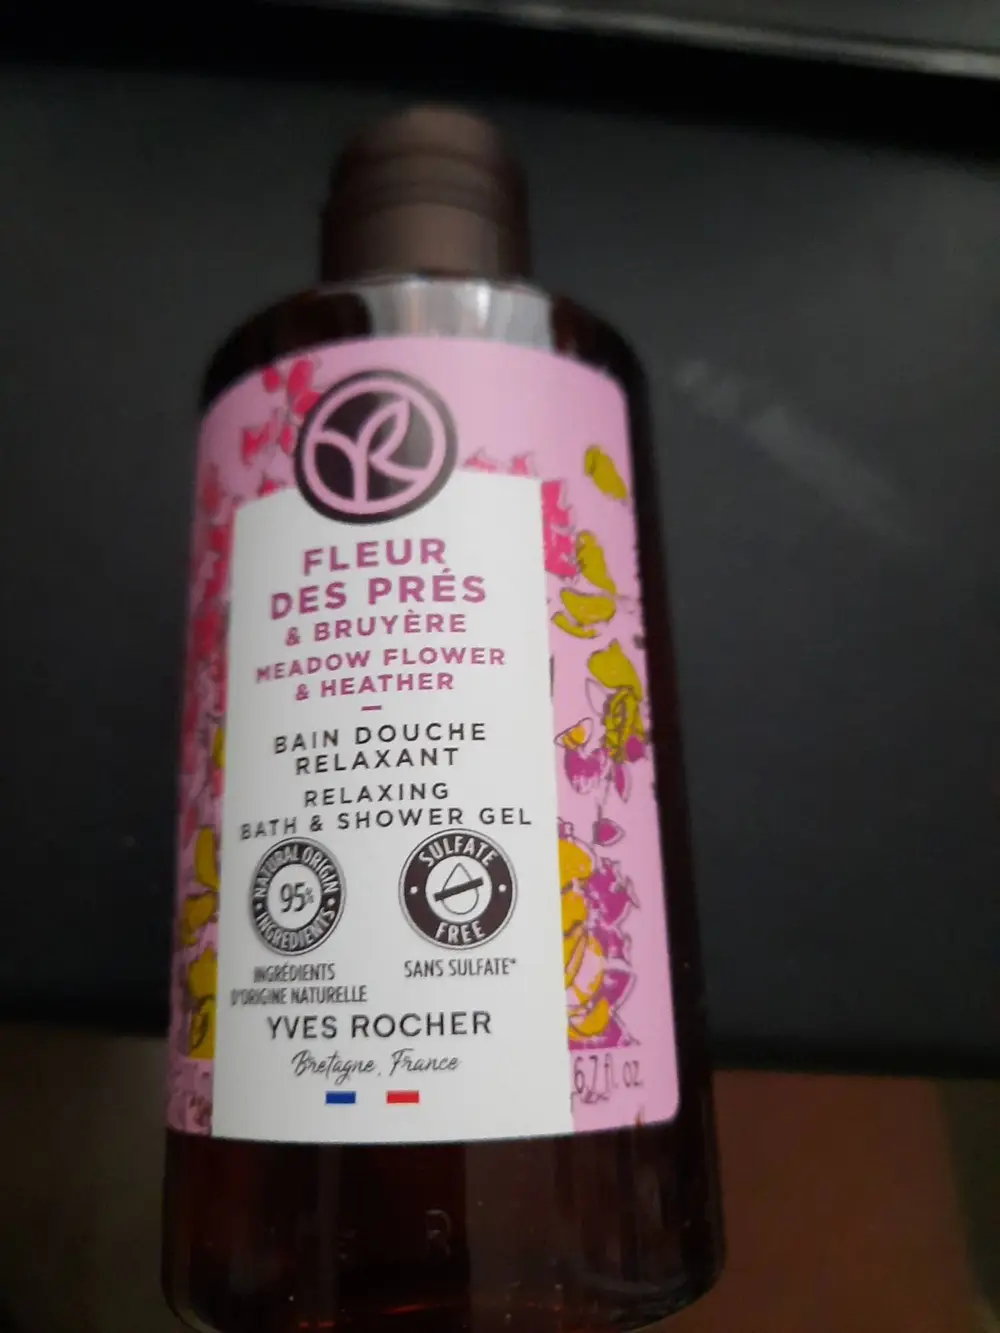 FLEUR
DES PRÉS
& BRUYÈRE
MEADOW FLOWER
& HEATHER
BAIN DOUCHE
RELAXANT
RELAXING
BATH & SHOWER GEL
NATURAL ORIGIN
95%
INGREDIENTS
SULFATE
FREE
INGRÉDIENTS
D'ORIGINE NATURELLE
SANS SULFATE*
YVES ROCHER
Bretagne, France
6.7 fl. oz.